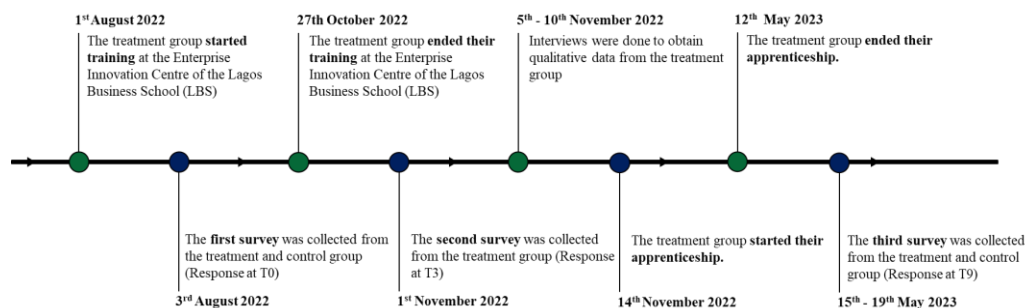 1st August 2022
The treatment group started
training at the Enterprise
Innovation Centre of the Lagos
Business School (LBS)
27th October 2022
The treatment group ended their
training at the Enterprise
Innovation Centre of the Lagos
Business School (LBS)
5th - 10th November 2022
Interviews were done to obtain
qualitative data from the treatment
group
12th May 2023
The treatment group ended their
apprenticeship.
The first survey was collected from
the treatment and control group
(Response at T0)
3rd August 2022
The second survey was collected
from the treatment group (Response
at T3)
1st November 2022
The treatment group started their
apprenticeship.
14th November 2022
The third survey was collected
from the treatment and control
group (Response at T9)
15th - 19th May 2023